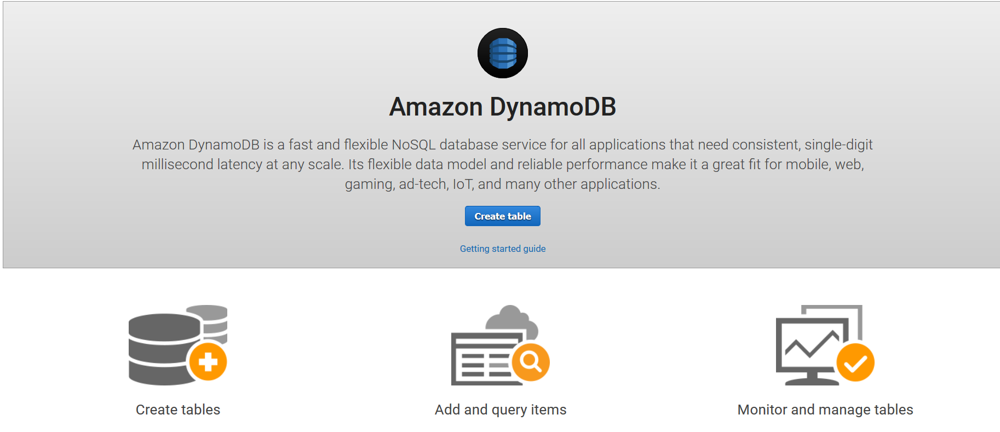 Amazon DynamoDB
Amazon DynamoDB is a fast and flexible NoSQL database service for all applications that need consistent, single-digit
millisecond latency at any scale. Its flexible data model and reliable performance make it a great fit for mobile, web,
gaming, ad-tech, IoT, and many other applications.
Create table
Getting started guide
Create tables
Add and query items
Monitor and manage tables